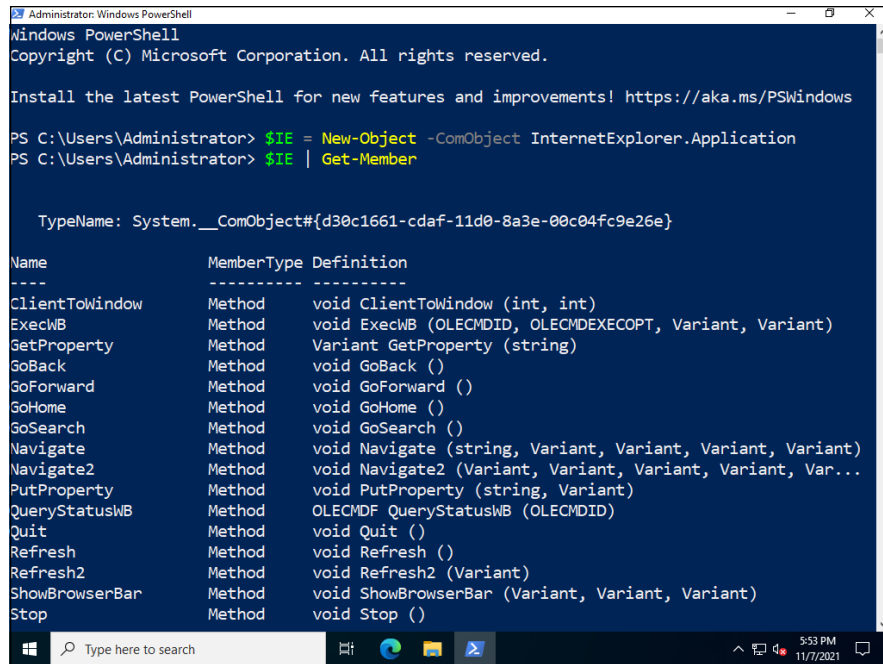 Administrator: Windows PowerShell
Windows PowerShell
Copyright (C) Microsoft Corporation. All rights reserved.
Install the latest PowerShell for new features and improvements! https://aka.ms/PSWindows
PS C:\Users\Administrator> $IE = New-Object -ComObject InternetExplorer.Application
PS C:\Users\Administrator> $IE | Get-Member
TypeName: System.__ComObject#{d30c1661-cdaf-11d0-8a3e-00c04fc9e26e}
Name MemberType Definition
---- ---------- ----------
ClientToWindow Method void ClientToWindow (int, int)
ExecWB Method void ExecWB (OLECMDID, OLECMDEXECOPT, Variant, Variant)
GetProperty Method Variant GetProperty (string)
GoBack Method void GoBack ()
GoForward Method void GoForward ()
GoHome Method void GoHome ()
GoSearch Method void GoSearch ()
Navigate Method void Navigate (string, Variant, Variant, Variant, Variant)
Navigate2 Method void Navigate2 (Variant, Variant, Variant, Variant, Var...
PutProperty Method void PutProperty (string, Variant)
QueryStatusWB Method OLECMDF QueryStatusWB (OLECMDID)
Quit Method void Quit ()
Refresh Method void Refresh ()
Refresh2 Method void Refresh2 (Variant)
ShowBrowserBar Method void ShowBrowserBar (Variant, Variant, Variant)
Stop Method void Stop ()
Type here to search
5:53 PM
11/7/2021